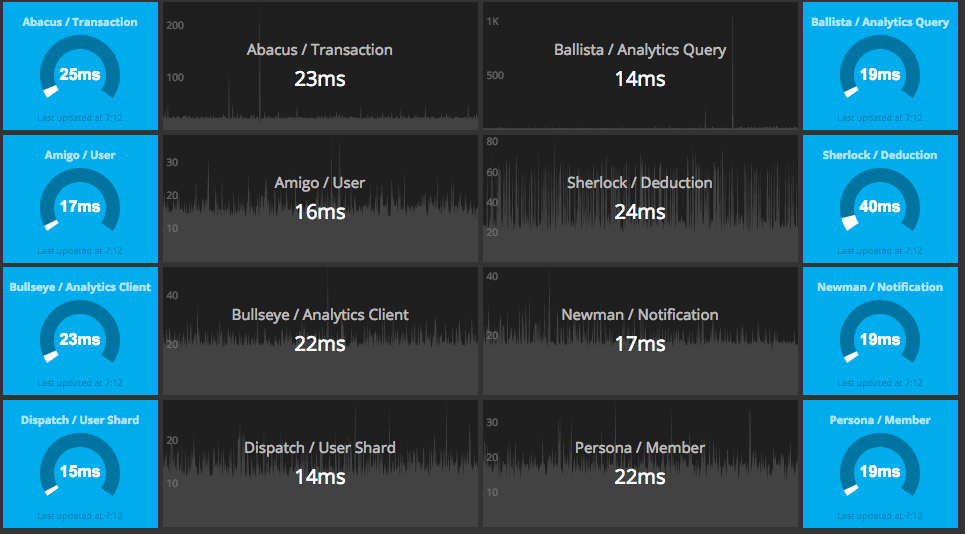 Abacus / Transaction
25ms
Last updated at 7:12
200
100
Abacus / Transaction
23ms
1K
500
Ballista / Analytics Query
14ms
Ballista / Analytics Query
19ms
Last updated at 7:12
Amigo / User
17ms
Last updated at 7:12
30
20
10
Amigo / User
16ms
80
60
40
20
Sherlock / Deduction
24ms
Sherlock / Deduction
40ms
Last updated at 7:12
Bullseye / Analytics Client
23ms
Last updated at 7:12
40
20
Bullseye / Analytics Client
22ms
40
20
Newman / Notification
17ms
Newman / Notification
19ms
Last updated at 7:12
Dispatch / User Shard
15ms
Last updated at 7:12
20
10
Dispatch / User Shard
14ms
30
20
10
Persona / Member
22ms
Persona / Member
19ms
Last updated at 7:12